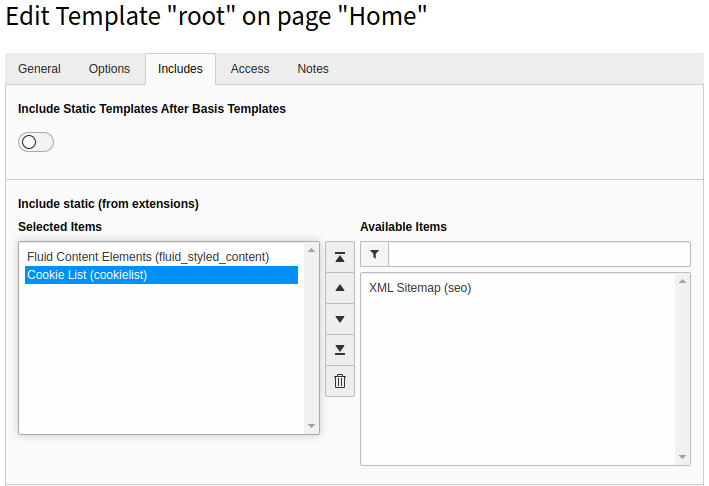 Edit Template "root" on page "Home"
General Options Includes Access Notes
Include Static Templates After Basis Templates
Include static (from extensions)
Selected Items
Fluid Content Elements (fluid_styled_content)
Cookie List (cookielist)
Available Items
XML Sitemap (seo)